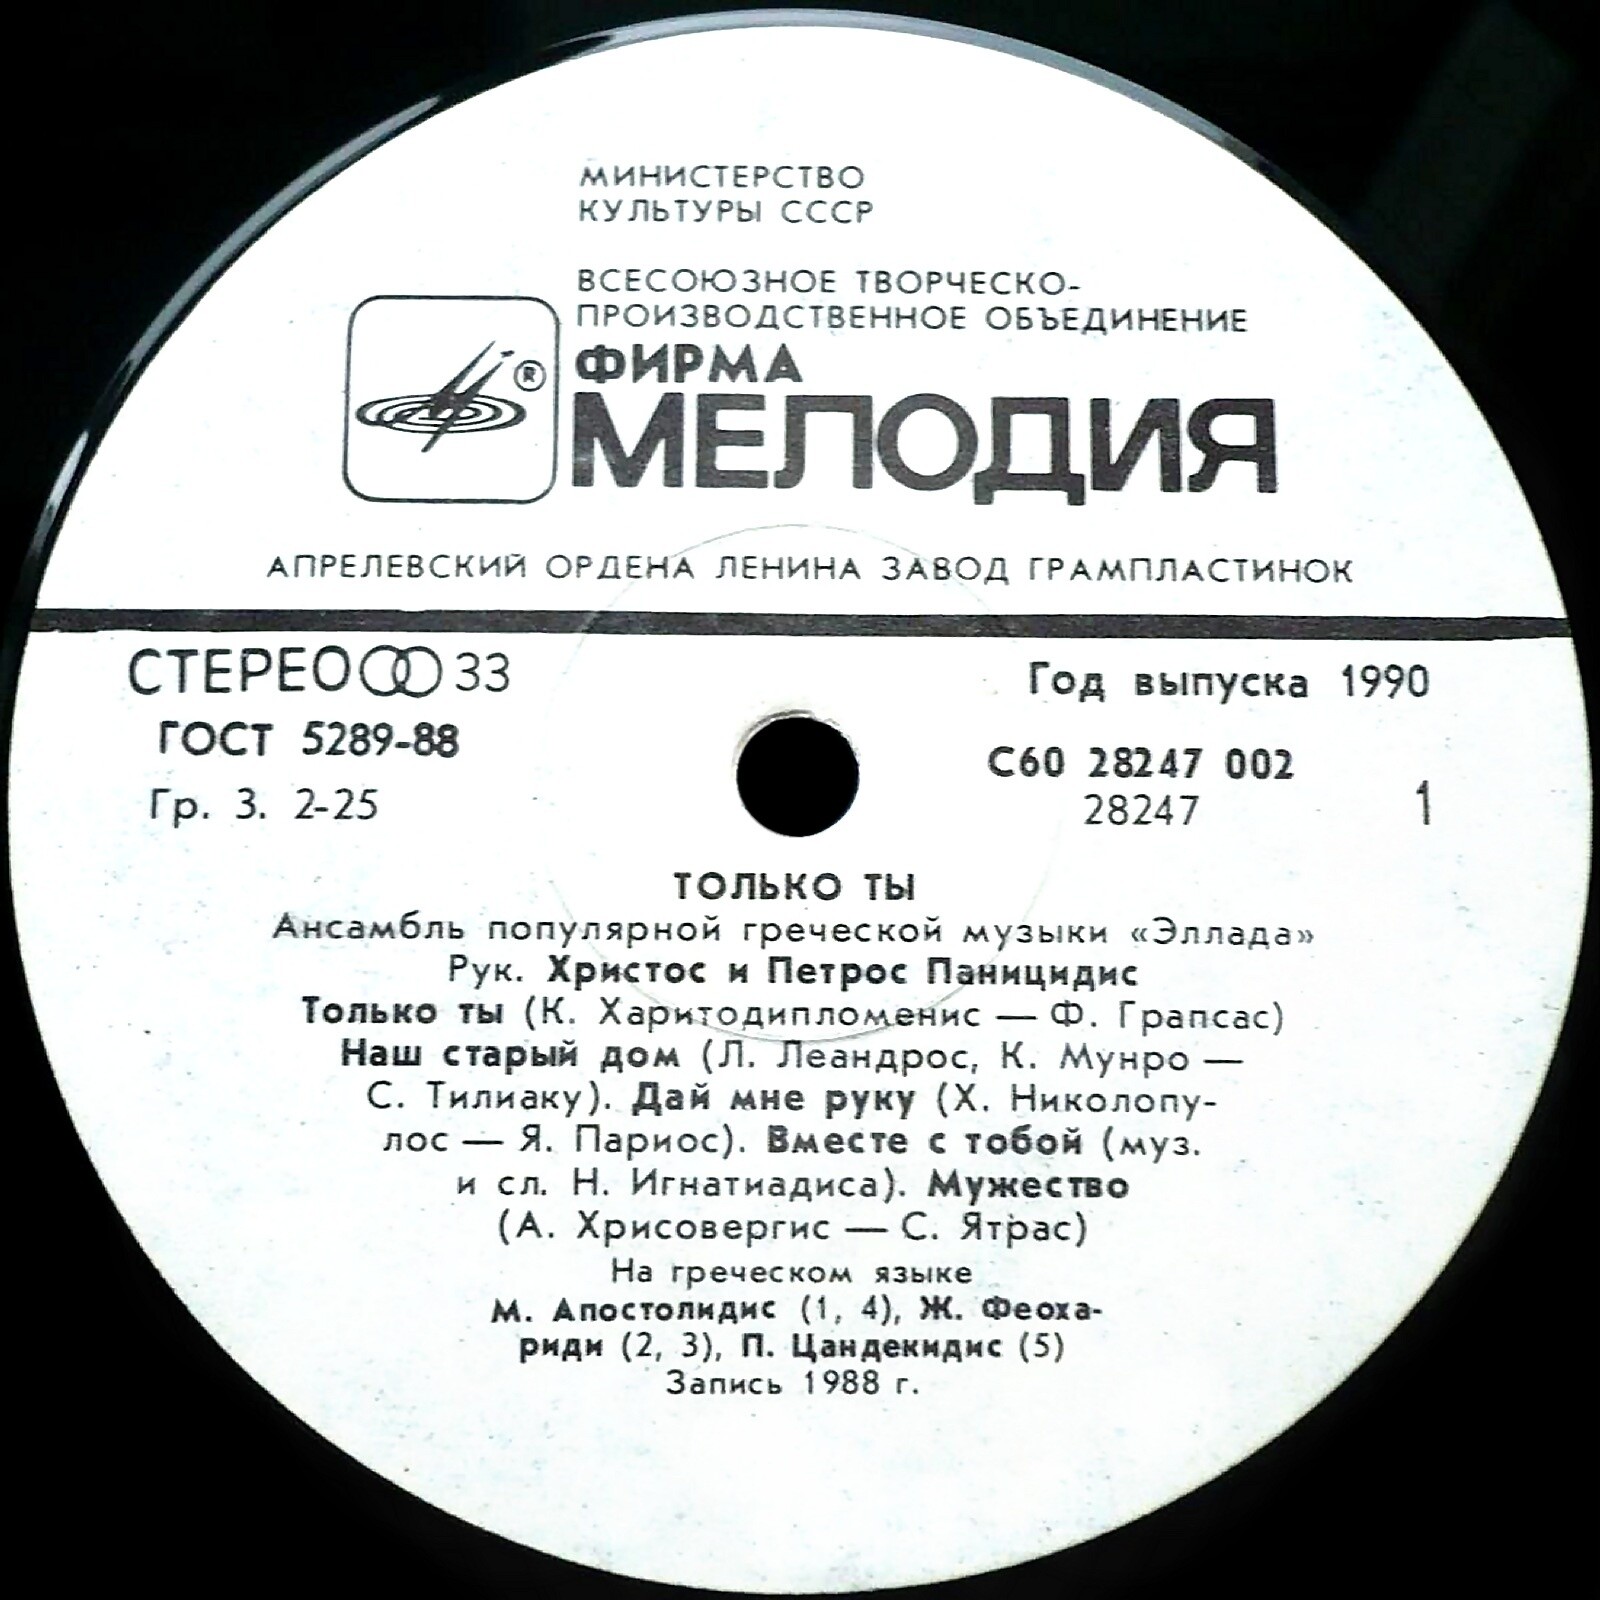 МИНИСТЕРСТВО
КУЛЬТУРЫ СССР
ВСЕСОЮЗНОЕ ТВОРЧЕСКО-
ПРОИЗВОДСТВЕННОЕ ОБЪЕДИНЕНИЕ
ФИРМА
®
МЕЛОДИЯ
АПРЕЛЕВСКИЙ ОРДЕНА ЛЕНИНА ЗАВОД ГРАМПЛАСТИНОК
СТЕРЕО 33
Год выпуска 1990
ГОСТ 5289-88
С60 28247 002
Гр. 3. 2-25
28247
1
ТОЛЬКО ТЫ
Ансамбль популярной греческой музыки «Эллада»
Рук. Христос и Петрос Паницидис
Только ты (К. Харитодипломенис — Ф. Грапсас)
Наш старый дом (Л. Леандрос, К. Мунро —
С. Тилиаку). Дай мне руку (Х. Николопу-
лос — Я. Париос). Вместе с тобой (муз.
и сл. Н. Игнатиадиса). Мужество
(А. Хрисовергис — С. Ятрас)
На греческом языке
М. Апостолидис (1, 4), Ж. Феоха-
риди (2, 3), П. Цандекидис (5)
Запись 1988 г.